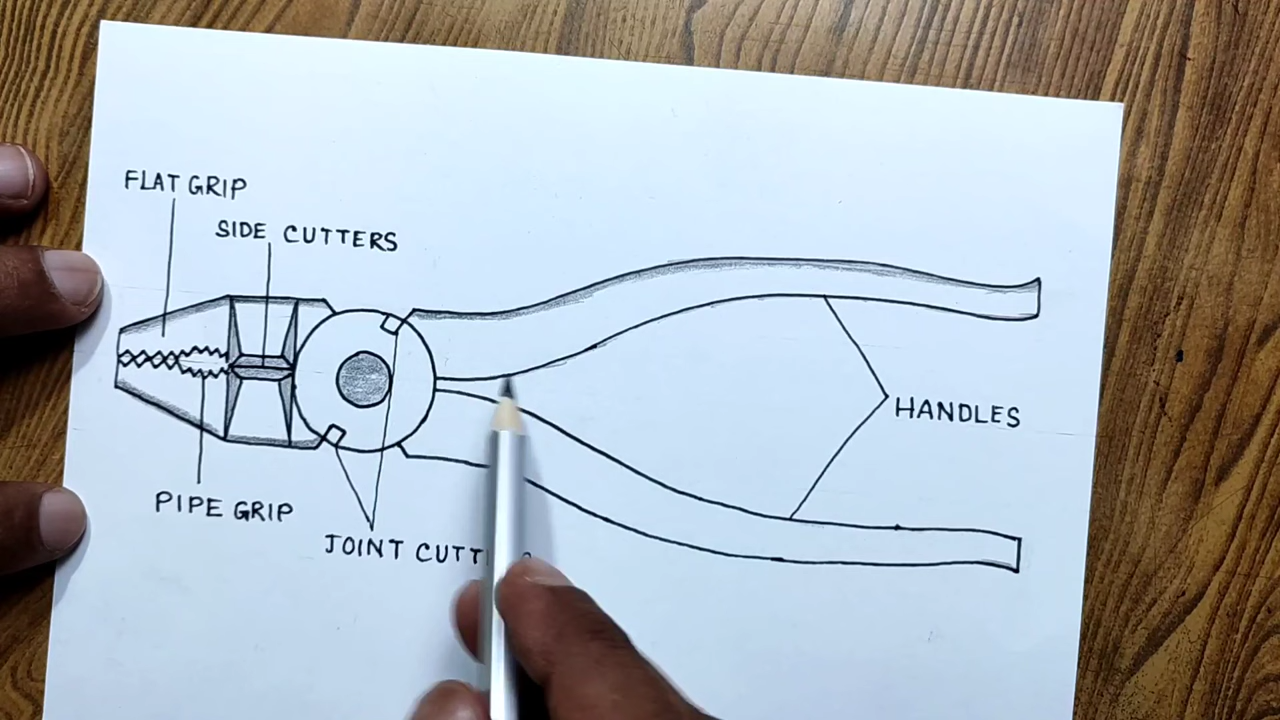 FLAT GRIP
SIDE CUTTERS
HANDLES
PIPE GRIP
JOINT